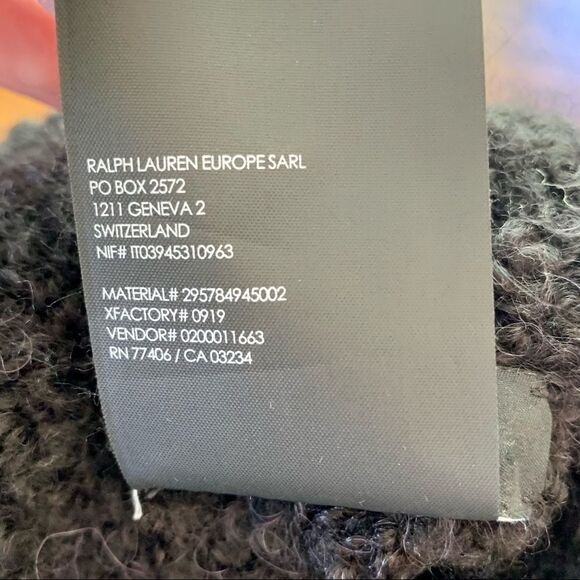 RALPH LAUREN EUROPE SARL
PO BOX 2572
1211 GENEVA 2
SWITZERLAND
NIF# IT03945310963
MATERIAL# 295784945002
XFACTORY# 0919
VENDOR# 0200011663
RN 77406 / CA 03234